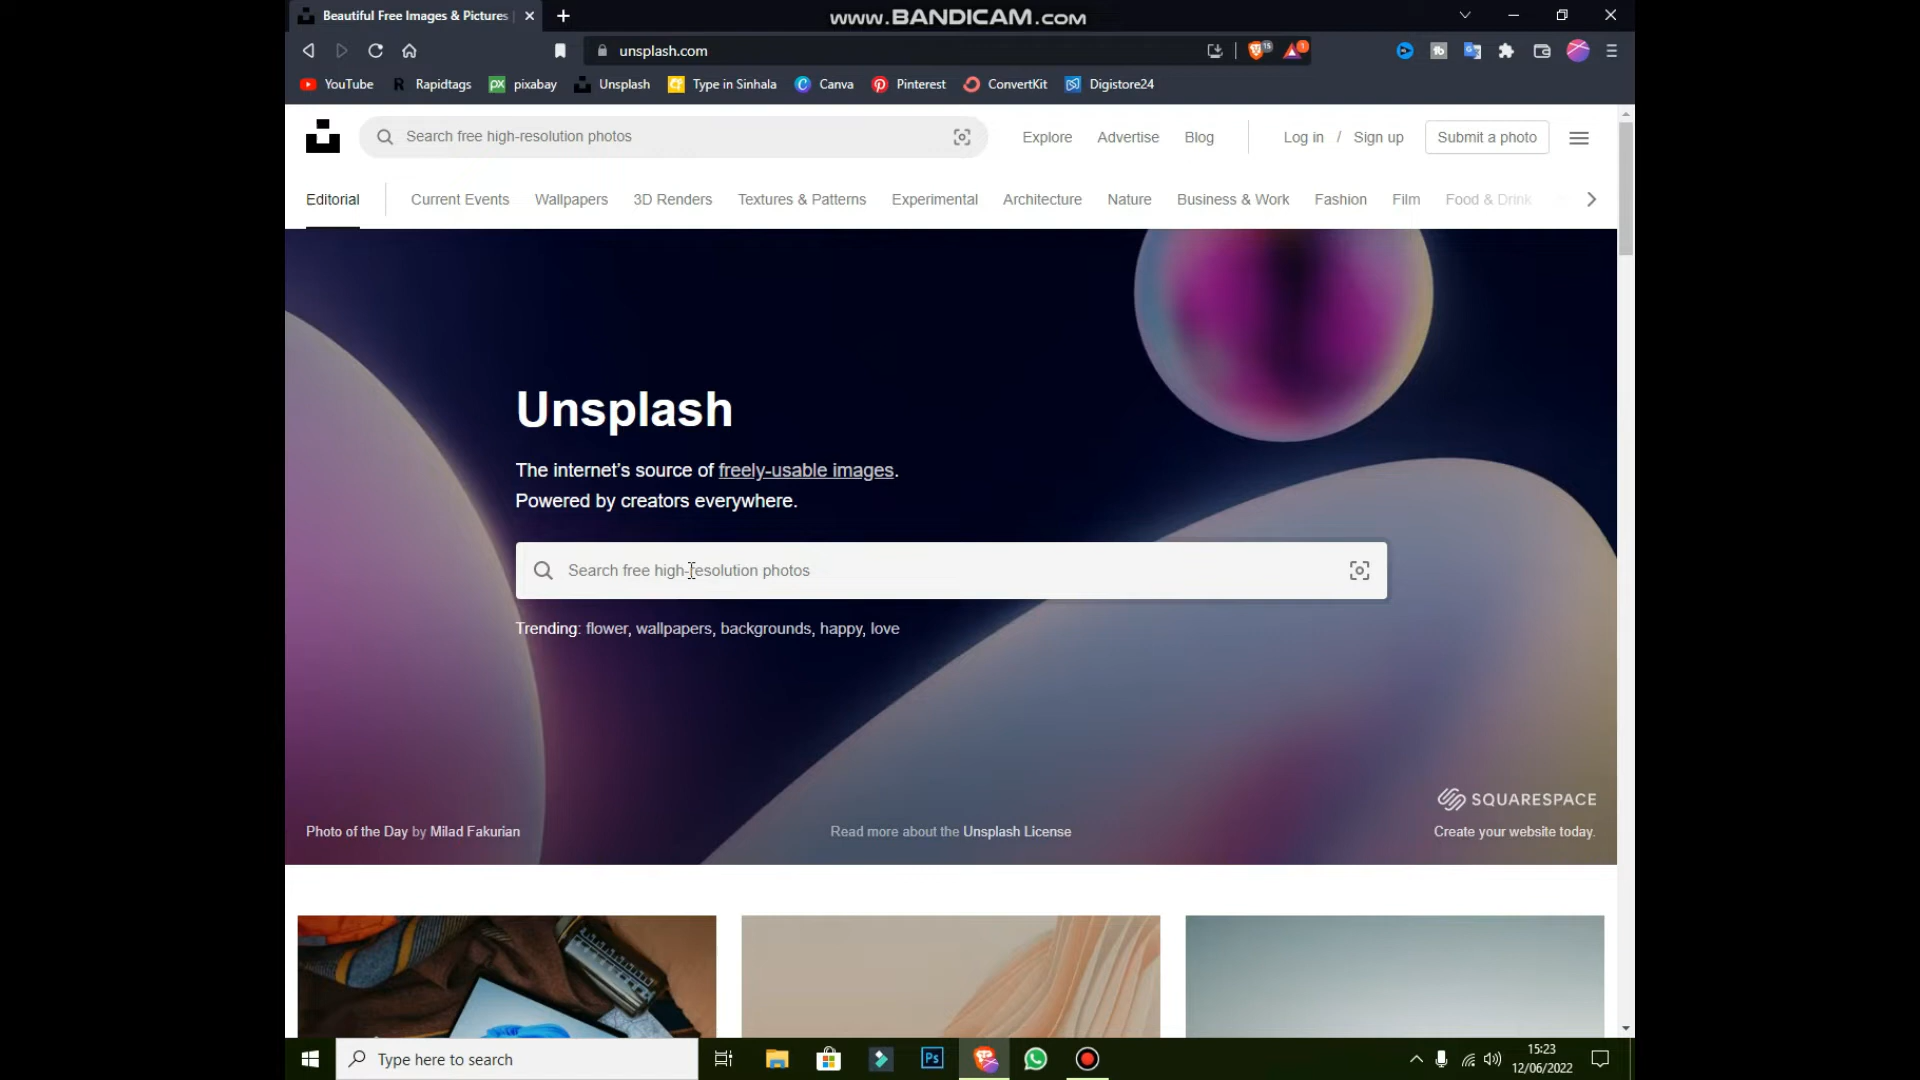 Beautiful Free Images & Pictures
www.BANDICAM.com
unsplash.com
15
1
YouTube
R Rapidtags
px pixabay
Unsplash
Type in Sinhala
Canva
Pinterest
ConvertKit
Digistore24
Search free high-resolution photos
Explore
Advertise
Blog
Log in / Sign up
Submit a photo
Editorial
Current Events
Wallpapers
3D Renders
Textures & Patterns
Experimental
Architecture
Nature
Business & Work
Fashion
Film
Food & Drink
Unsplash
The internet's source of freely-usable images.
Powered by creators everywhere.
Search free high-resolution photos
Trending: flower, wallpapers, backgrounds, happy, love
SQUARESPACE
Photo of the Day by Milad Fakurian
Read more about the Unsplash License
Create your website today.
Type here to search
Ps
15:23
12/06/2022